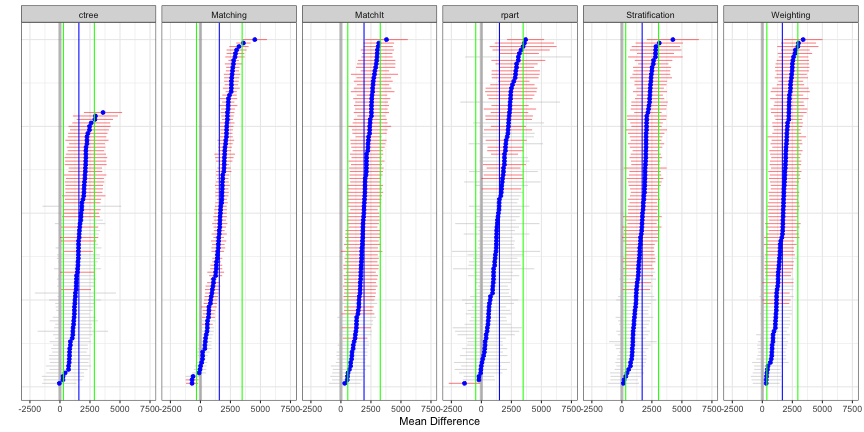 ctree Matching MatchIt rpart Stratification Weighting
-2500 0 2500 5000 7500 -2500 0 2500 5000 7500 -2500 0 2500 5000 7500 -2500 0 2500 5000 7500 -2500 0 2500 5000 7500 -2500 0 2500 5000 7500
Mean Difference